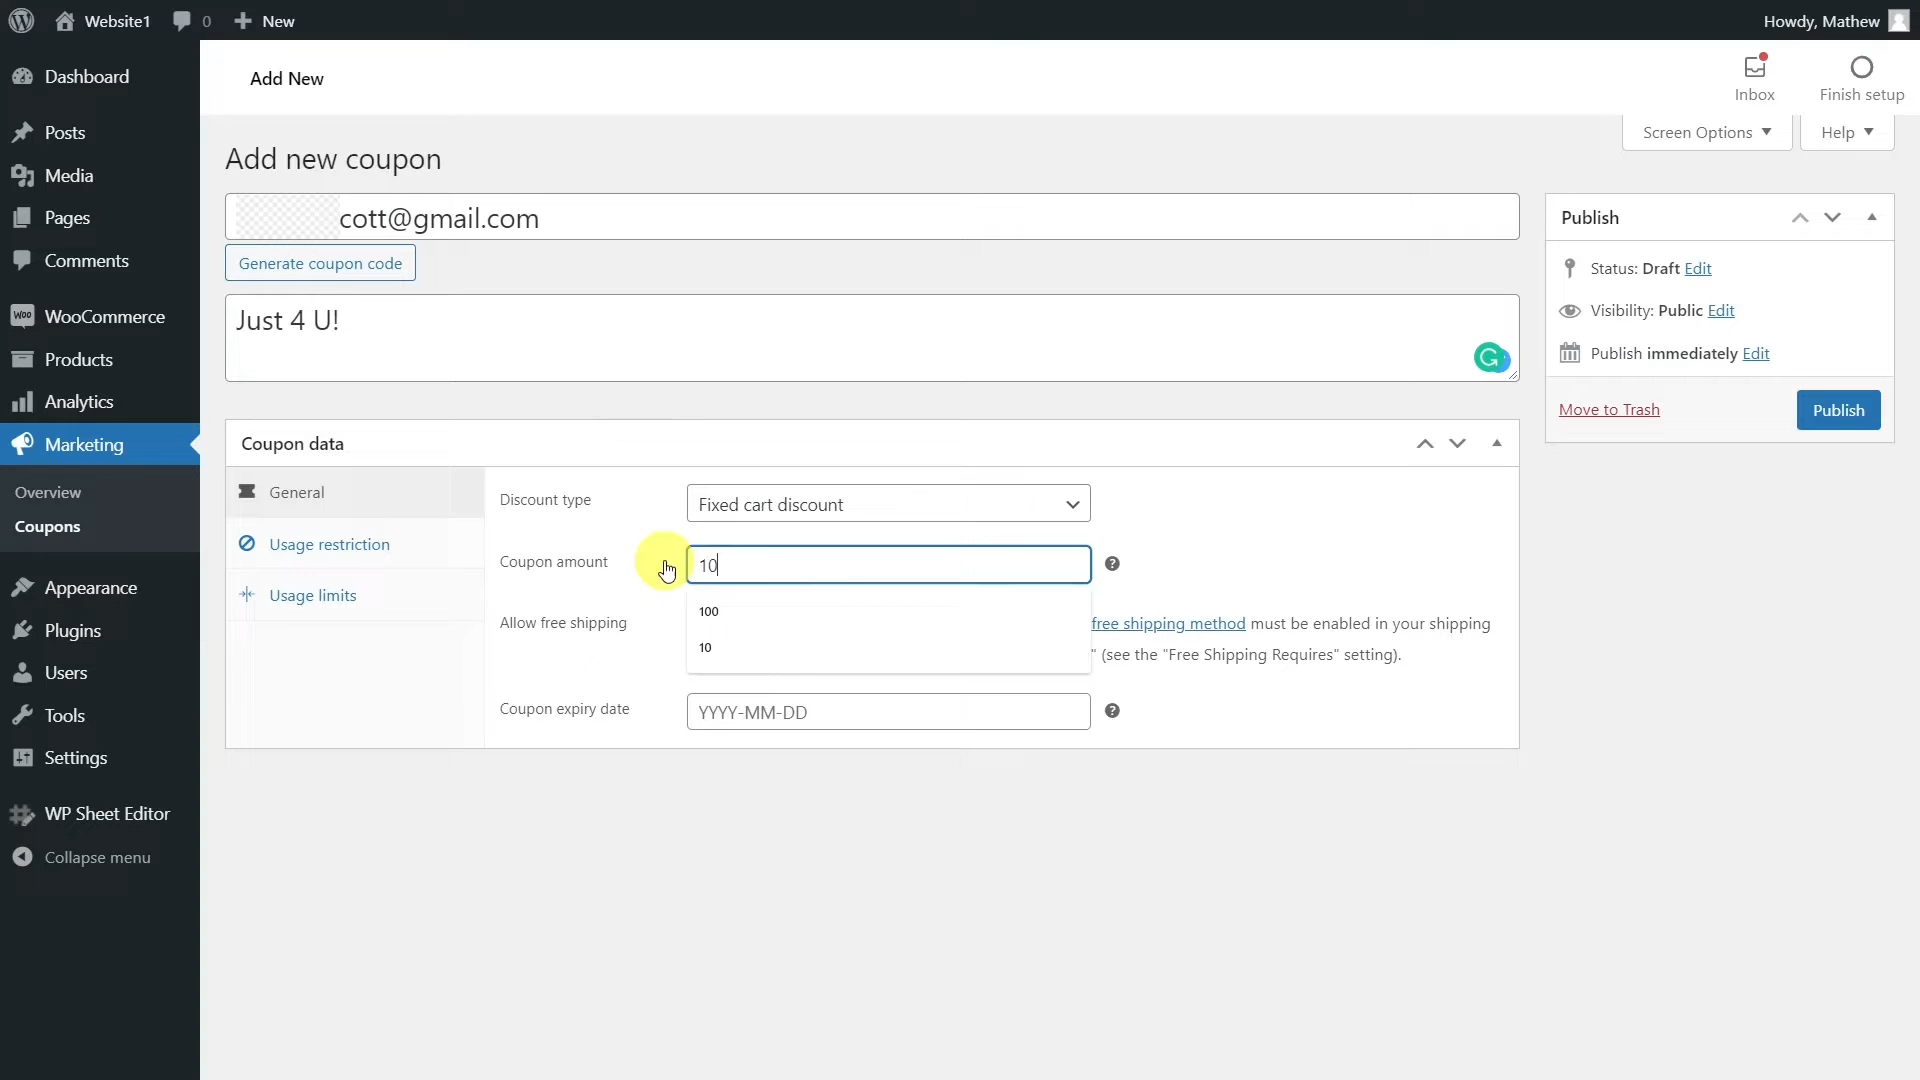 Website1 0 New Howdy, Mathew
Dashboard
Posts
Media
Pages
Comments
WooCommerce
Products
Analytics
Marketing
Overview
Coupons
Appearance
Plugins
Users
Tools
Settings
WP Sheet Editor
Collapse menu
Add New
Inbox
Finish setup
Screen Options
Help
Add new coupon
cott@gmail.com
Generate coupon code
Just 4 U!
Coupon data
General
Usage restriction
Usage limits
Discount type Fixed cart discount
Coupon amount 10
100
10
Allow free shipping free shipping method must be enabled in your shipping
" (see the "Free Shipping Requires" setting).
Coupon expiry date YYYY-MM-DD
Publish
Status: Draft Edit
Visibility: Public Edit
Publish immediately Edit
Move to Trash Publish